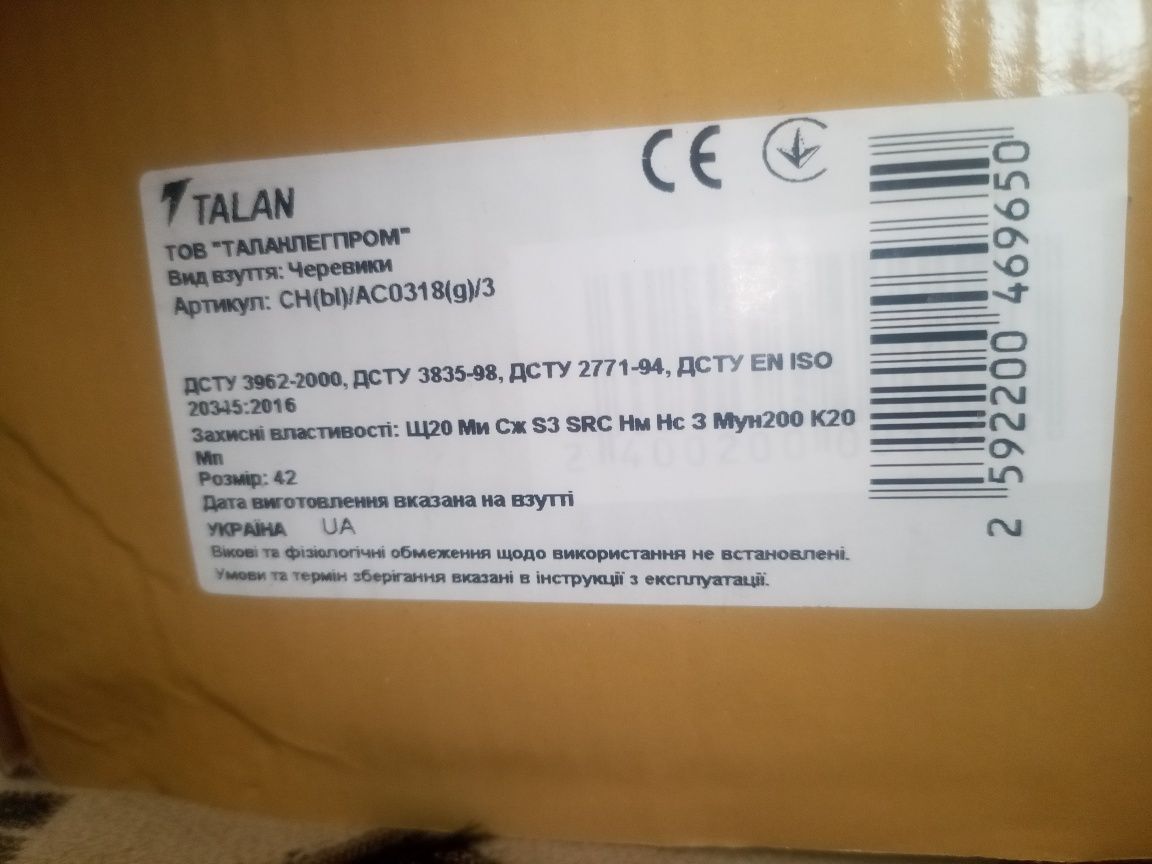 TALAN
ТОВ "ТАЛАНЛЕГПРОМ"
Вид взуття: Черевики
Артикул: CH(bl)/AC0318(g)/3
ДСТУ 3962-2000, ДСТУ 3835-98, ДСТУ 2771-94, ДСТУ EN ISO
20345:2016
Захисні властивості: Щ20 Ми Сж S3 SRC Нм Нс З Мун200 К20
Мп
Розмір: 42
Дата виготовлення вказана на взутті
УКРАЇНА UA
Вікові та фізіологічні обмеження щодо використання не встановлені.
Умови та термін зберігання вказані в інструкції з експлуатації.
CE
2 592200 469650